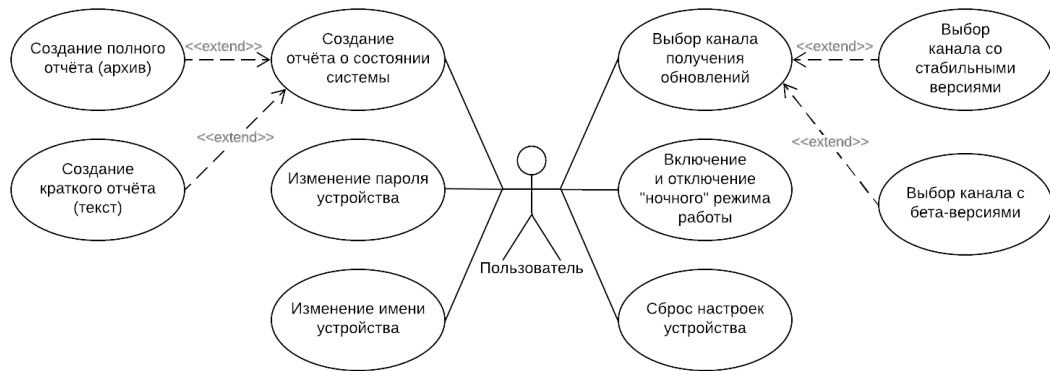 Создание полного
отчёта (архив)
<<extend>>
Создание
отчёта о состоянии
системы
Выбор канала
получения
обновлений
<<extend>>
Выбор
канала со
стабильными
версиями
<<extend>>
<<extend>>
Создание
краткого отчёта
(текст)
Изменение пароля
устройства
Включение
и отключение
"ночного" режима
работы
Выбор канала с
бета-версиями
Пользователь
Изменение имени
устройства
Сброс настроек
устройства